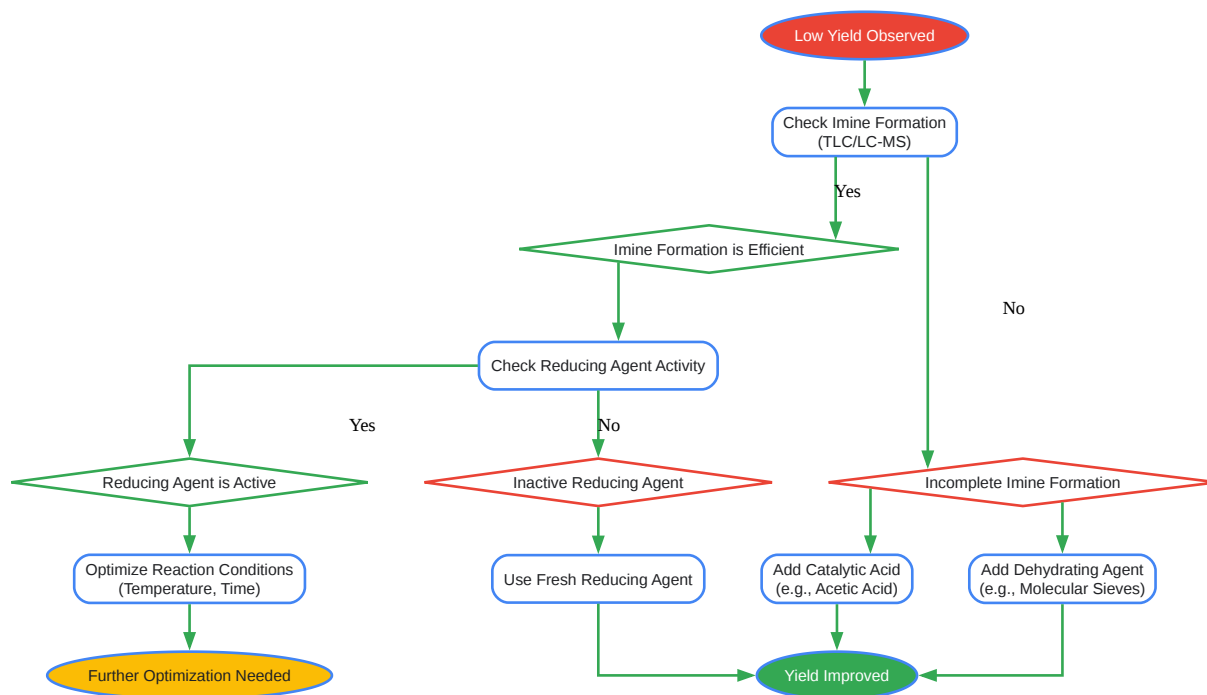 Low Yield Observed
Check Imine Formation
(TLC/LC-MS)
Yes
Imine Formation is Efficient
No
Check Reducing Agent Activity
Yes
No
Reducing Agent is Active
Inactive Reducing Agent
Incomplete Imine Formation
Optimize Reaction Conditions
(Temperature, Time)
Use Fresh Reducing Agent
Add Catalytic Acid
(e.g., Acetic Acid)
Add Dehydrating Agent
(e.g., Molecular Sieves)
Further Optimization Needed
Yield Improved